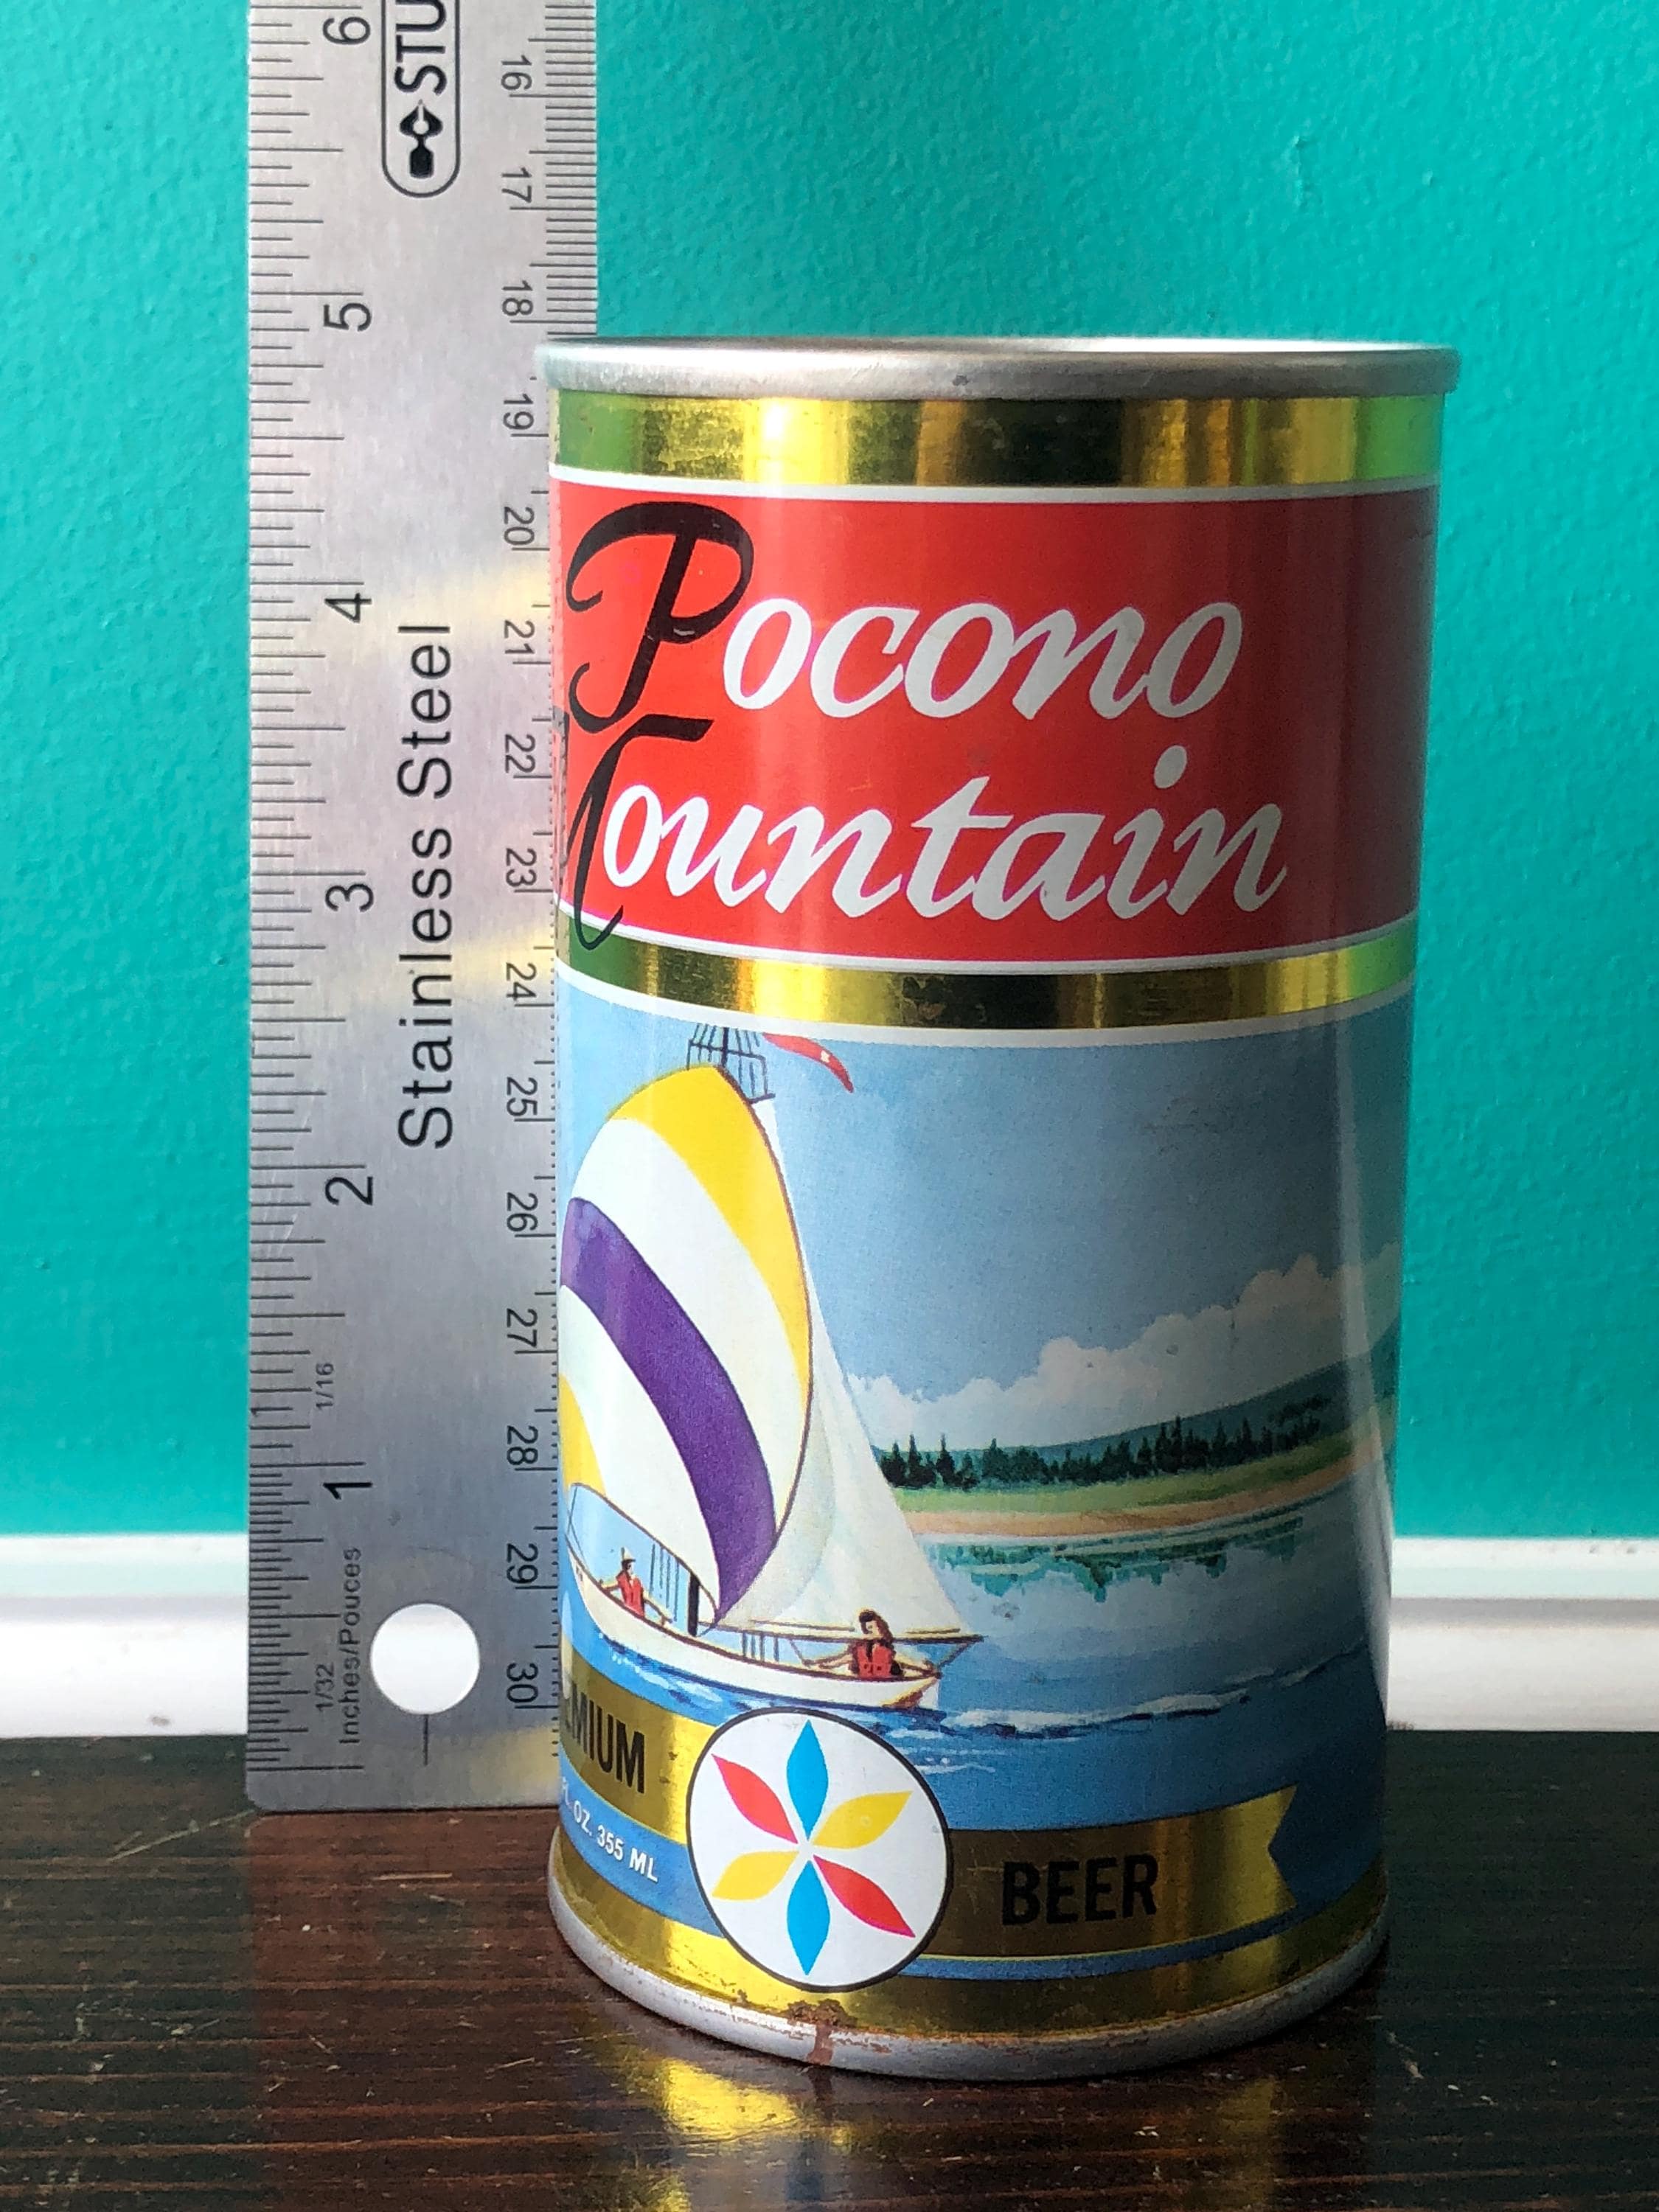 Pocono
Mountain
MIUM
BEER
FL. OZ. 355 ML
STU
Stainless Steel
6
5
4
3
2
1
1/16
1/32
Inches/Pouces
16
17
18
19
20
21
22
23
24
25
26
27
28
29
30